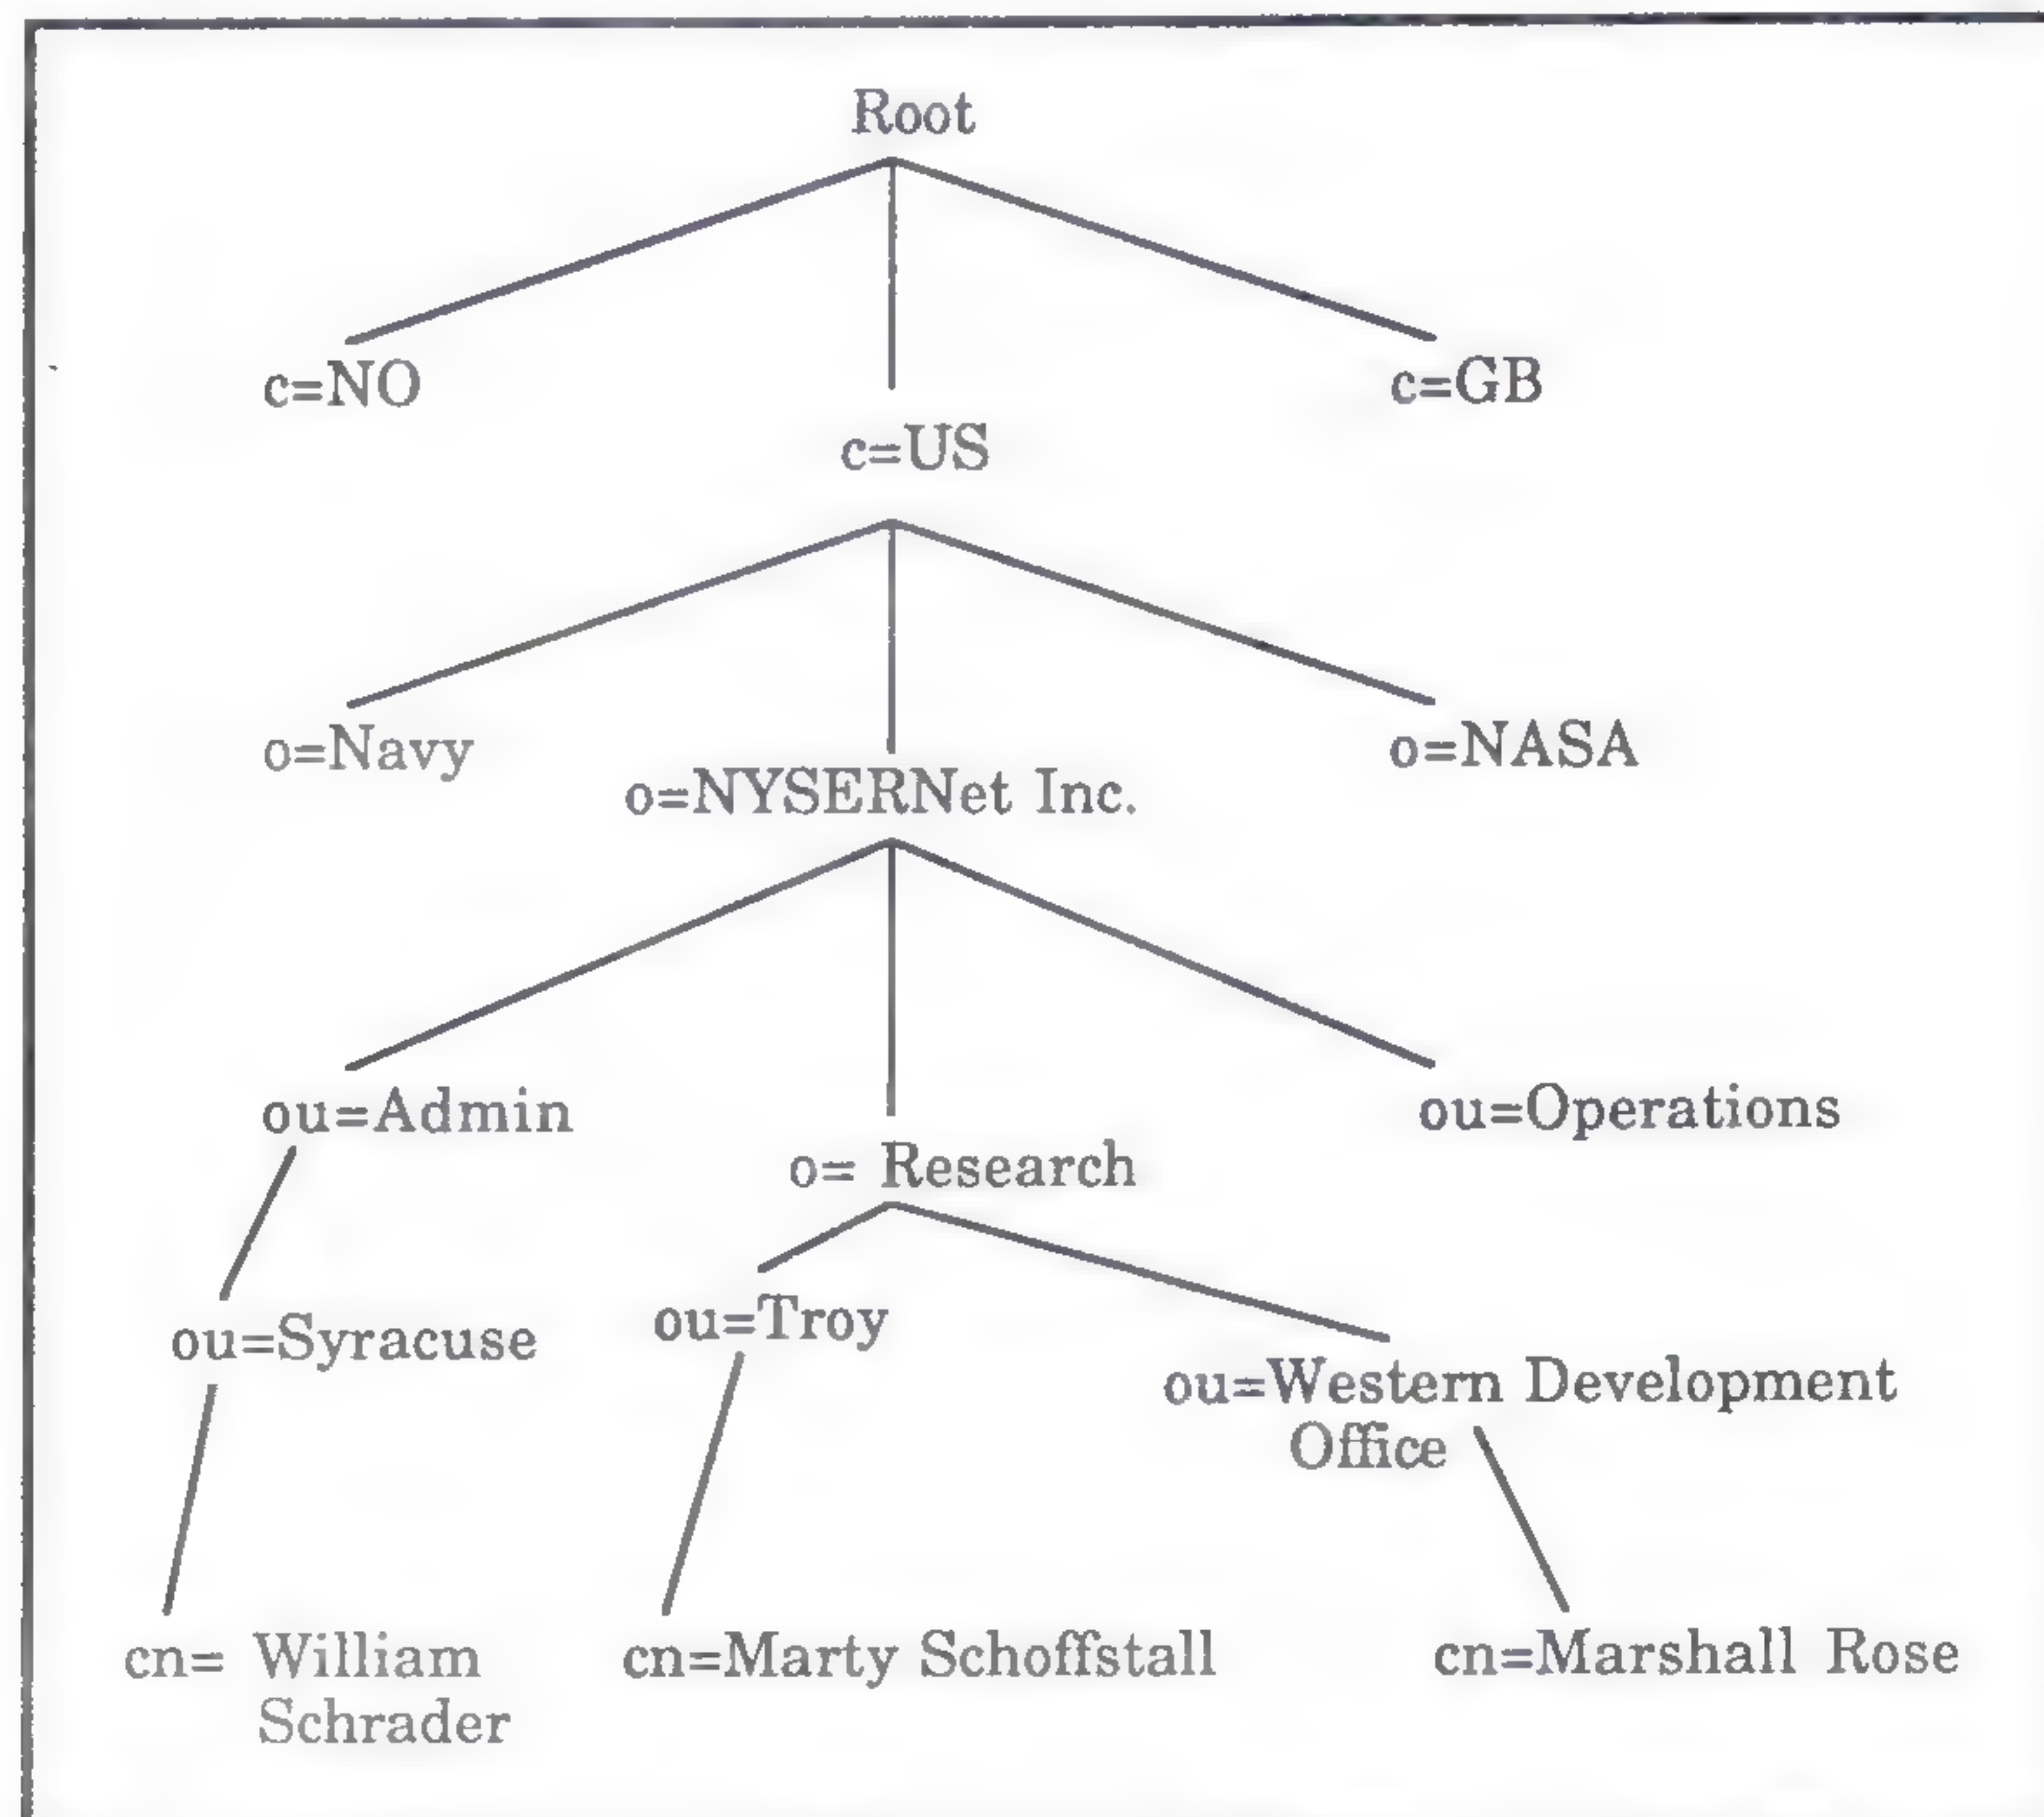 Root
c=NO
c=GB
c=US
o=Navy
o=NASA
o=NYSERNet Inc.
ou=Admin
ou=Operations
o= Research
ou=Syracuse
ou=Troy
ou=Western Development
Office
cn= William
Schrader
cn=Marty Schoffstall
cn=Marshall Rose